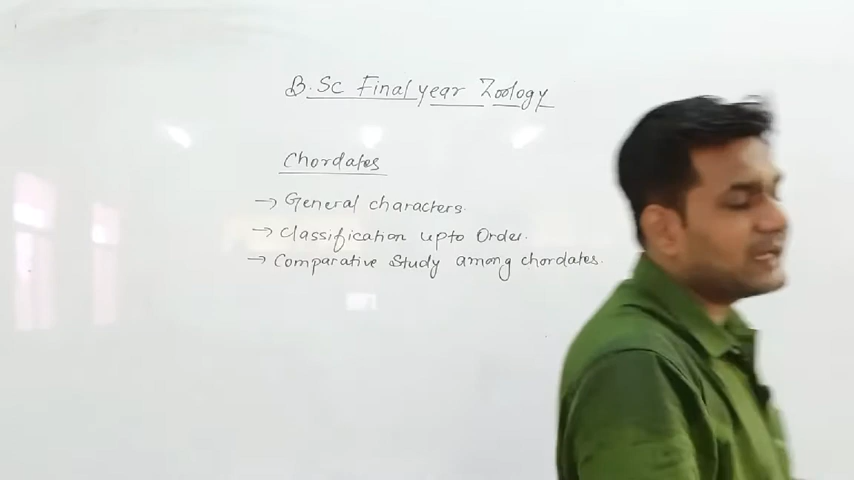 B.Sc Final year Zoology
Chordates
→ General characters.
→ Classification upto Order.
→ Comparative Study among chordates.